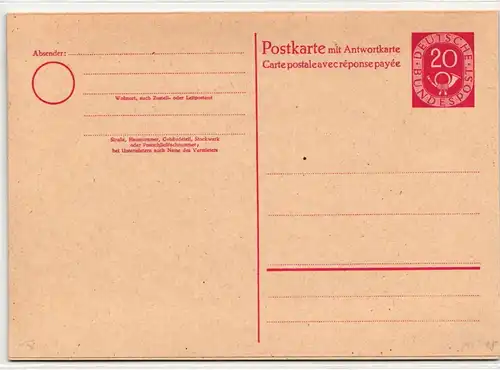 Absender:
Wohnort, auch Zustell- oder Leitpostamt
Straße, Hausnummer, Gebäudeteil, Stockwerk
oder Postschließfachnummer;
bei Untermietern auch Name des Vermieters
Postkarte mit Antwortkarte
Carte postale avec réponse payée
DEUTSCHE
20
BUNDESPOST